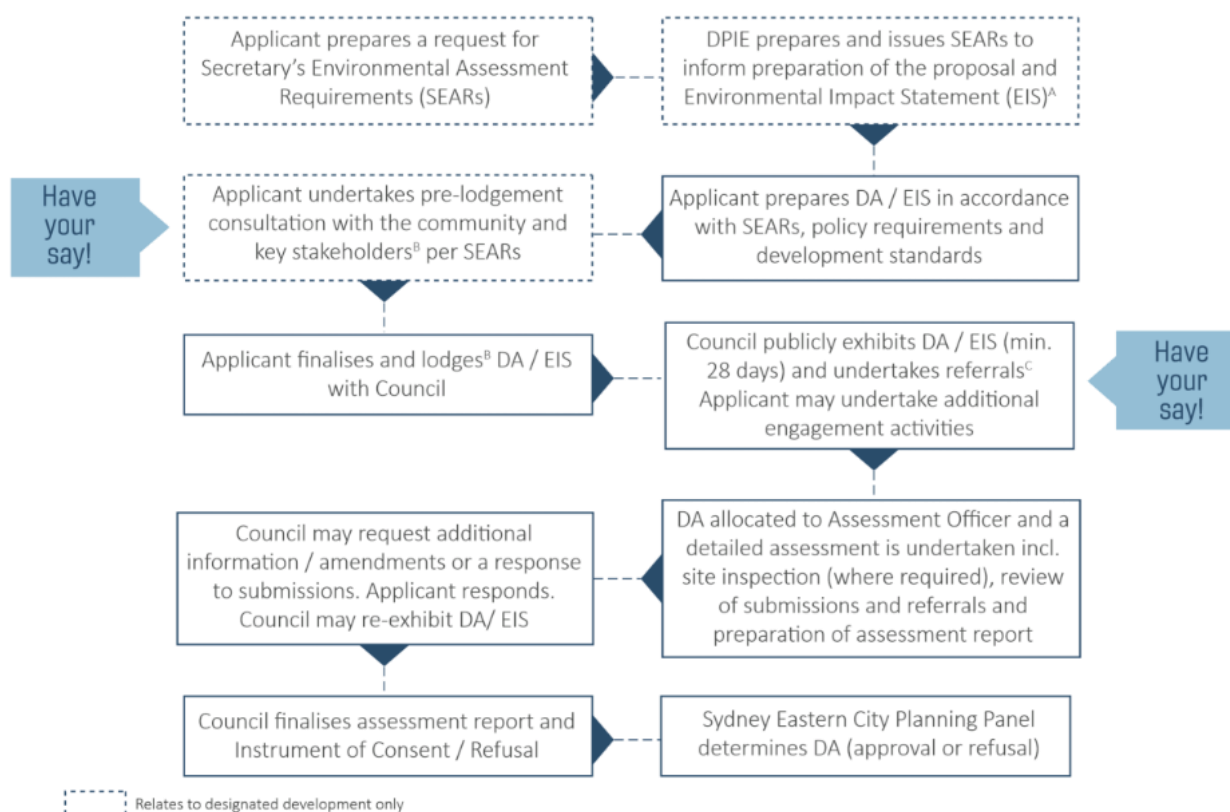 Applicant prepares a request for
Secretary's Environmental Assessment
Requirements (SEARs)
DPIE prepares and issues SEARs to
inform preparation of the proposal and
Environmental Impact Statement (EIS)ᴬ
Have
your
say!
Applicant undertakes pre-lodgement
consultation with the community and
key stakeholdersᴮ per SEARs
Applicant prepares DA / EIS in accordance
with SEARs, policy requirements and
development standards
Applicant finalises and lodgesᴮ DA / EIS
with Council
Council publicly exhibits DA / EIS (min.
28 days) and undertakes referralsᶜ
Applicant may undertake additional
engagement activities
Have
your
say!
Council may request additional
information / amendments or a response
to submissions. Applicant responds.
Council may re-exhibit DA/ EIS
DA allocated to Assessment Officer and a
detailed assessment is undertaken incl.
site inspection (where required), review
of submissions and referrals and
preparation of assessment report
Council finalises assessment report and
Instrument of Consent / Refusal
Sydney Eastern City Planning Panel
determines DA (approval or refusal)
Relates to designated development only